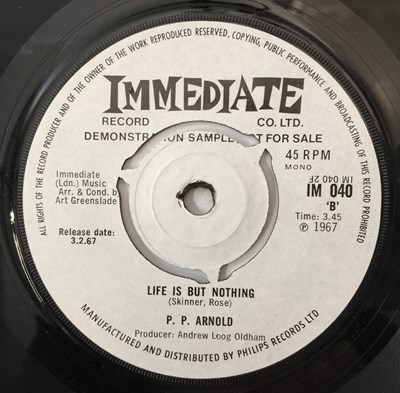 ALL RIGHTS OF THE RECORD PRODUCER AND OF THE OWNER OF THE WORK REPRODUCED RESERVED, COPYING, PUBLIC PERFORMANCE AND BROADCASTING OF THIS RECORD PROHIBITED
IMMEDIATE
RECORD CO. LTD.
DEMONSTRATION SAMPLE NOT FOR SALE
45 RPM
MONO
IM 040 F2
Immediate
(Ldn.) Music
Arr. & Cond. by
Art Greenslade
IM 040
'B'
Time: 3.45
℗ 1967
Release date:
3.2.67
LIFE IS BUT NOTHING
(Skinner, Rose)
P. P. ARNOLD
Producer: Andrew Loog Oldham
MANUFACTURED AND DISTRIBUTED BY PHILIPS RECORDS LTD